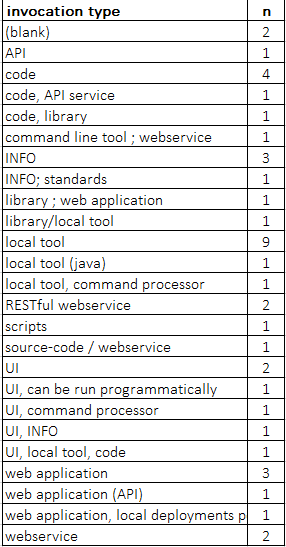 invocation type n
(blank) 2
API 1
code 4
code, API service 1
code, library 1
command line tool ; webservice 1
INFO 3
INFO; standards 1
library ; web application 1
library/local tool 1
local tool 9
local tool (java) 1
local tool, command processor 1
RESTful webservice 2
scripts 1
source-code / webservice 1
UI 2
UI, can be run programmatically 1
UI, command processor 1
UI, INFO 1
UI, local tool, code 1
web application 3
web application (API) 1
web application, local deployments p 1
webservice 2